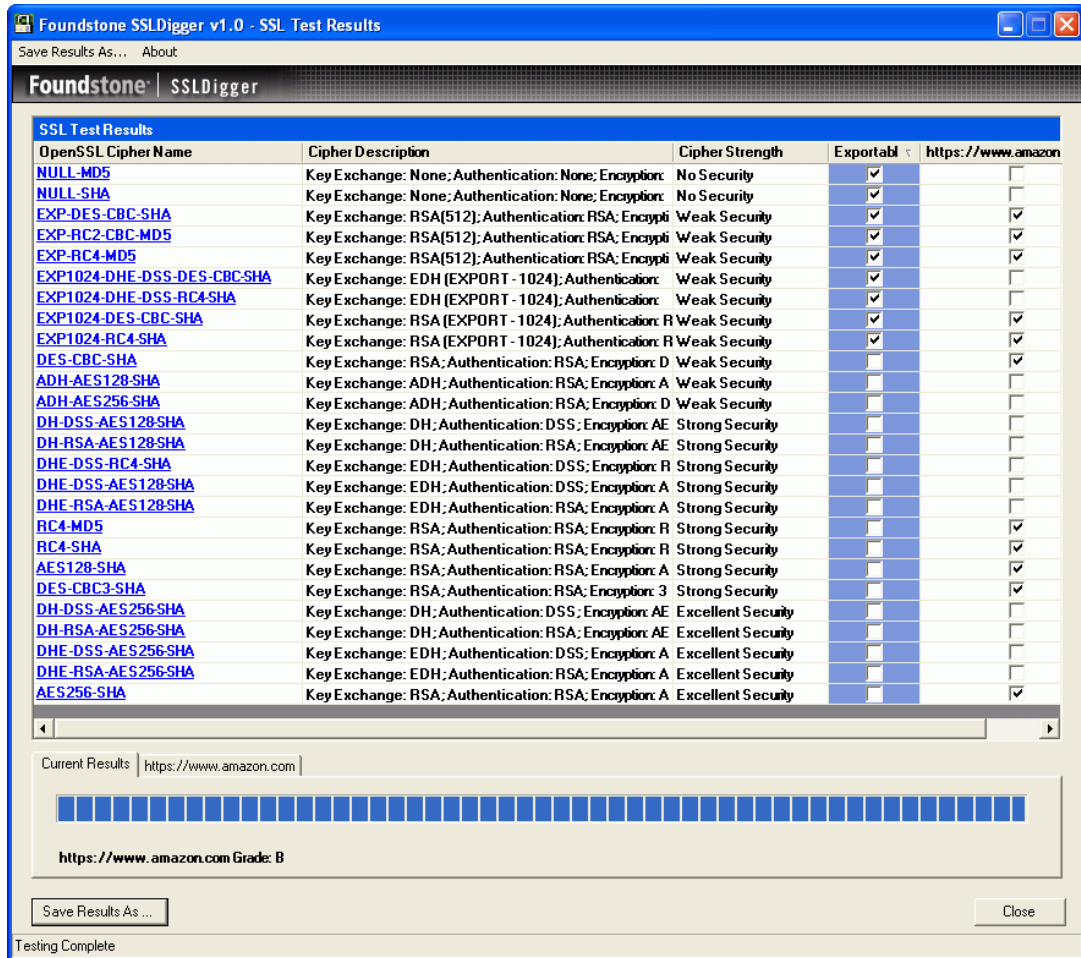 Foundstone SSLDigger v1.0 - SSL Test Results
Save Results As... About
Foundstone SSLDigger
SSL Test Results
OpenSSL Cipher Name Cipher Description Cipher Strength Exportabl https://www.amazon
NULL-MD5 Key Exchange: None; Authentication: None; Encryption: No Security
NULL-SHA Key Exchange: None; Authentication: None; Encryption: No Security
EXP-DES-CBC-SHA Key Exchange: RSA(512); Authentication: RSA; Encrypti Weak Security
EXP-RC2-CBC-MD5 Key Exchange: RSA(512); Authentication: RSA; Encrypti Weak Security
EXP-RC4-MD5 Key Exchange: RSA(512); Authentication: RSA; Encrypti Weak Security
EXP1024-DHE-DSS-DES-CBC-SHA Key Exchange: EDH (EXPORT - 1024); Authentication: Weak Security
EXP1024-DHE-DSS-RC4-SHA Key Exchange: EDH (EXPORT - 1024); Authentication: Weak Security
EXP1024-DES-CBC-SHA Key Exchange: RSA (EXPORT - 1024); Authentication: R Weak Security
EXP1024-RC4-SHA Key Exchange: RSA (EXPORT - 1024); Authentication: R Weak Security
DES-CBC-SHA Key Exchange: RSA; Authentication: RSA; Encryption: D Weak Security
ADH-AES128-SHA Key Exchange: ADH; Authentication: RSA; Encryption: A Weak Security
ADH-AES256-SHA Key Exchange: ADH; Authentication: RSA; Encryption: D Weak Security
DH-DSS-AES128-SHA Key Exchange: DH; Authentication: DSS; Encryption: AE Strong Security
DH-RSA-AES128-SHA Key Exchange: DH; Authentication: RSA; Encryption: AE Strong Security
DHE-DSS-RC4-SHA Key Exchange: EDH; Authentication: DSS; Encryption: R Strong Security
DHE-DSS-AES128-SHA Key Exchange: EDH; Authentication: DSS; Encryption: A Strong Security
DHE-RSA-AES128-SHA Key Exchange: EDH; Authentication: RSA; Encryption: A Strong Security
RC4-MD5 Key Exchange: RSA; Authentication: RSA; Encryption: R Strong Security
RC4-SHA Key Exchange: RSA; Authentication: RSA; Encryption: R Strong Security
AES128-SHA Key Exchange: RSA; Authentication: RSA; Encryption: A Strong Security
DES-CBC3-SHA Key Exchange: RSA; Authentication: RSA; Encryption: 3 Strong Security
DH-DSS-AES256-SHA Key Exchange: DH; Authentication: DSS; Encryption: AE Excellent Security
DH-RSA-AES256-SHA Key Exchange: DH; Authentication: RSA; Encryption: AE Excellent Security
DHE-DSS-AES256-SHA Key Exchange: EDH; Authentication: DSS; Encryption: A Excellent Security
DHE-RSA-AES256-SHA Key Exchange: EDH; Authentication: RSA; Encryption: A Excellent Security
AES256-SHA Key Exchange: RSA; Authentication: RSA; Encryption: A Excellent Security
Current Results https://www.amazon.com
https://www.amazon.com Grade: B
Save Results As ... Close
Testing Complete